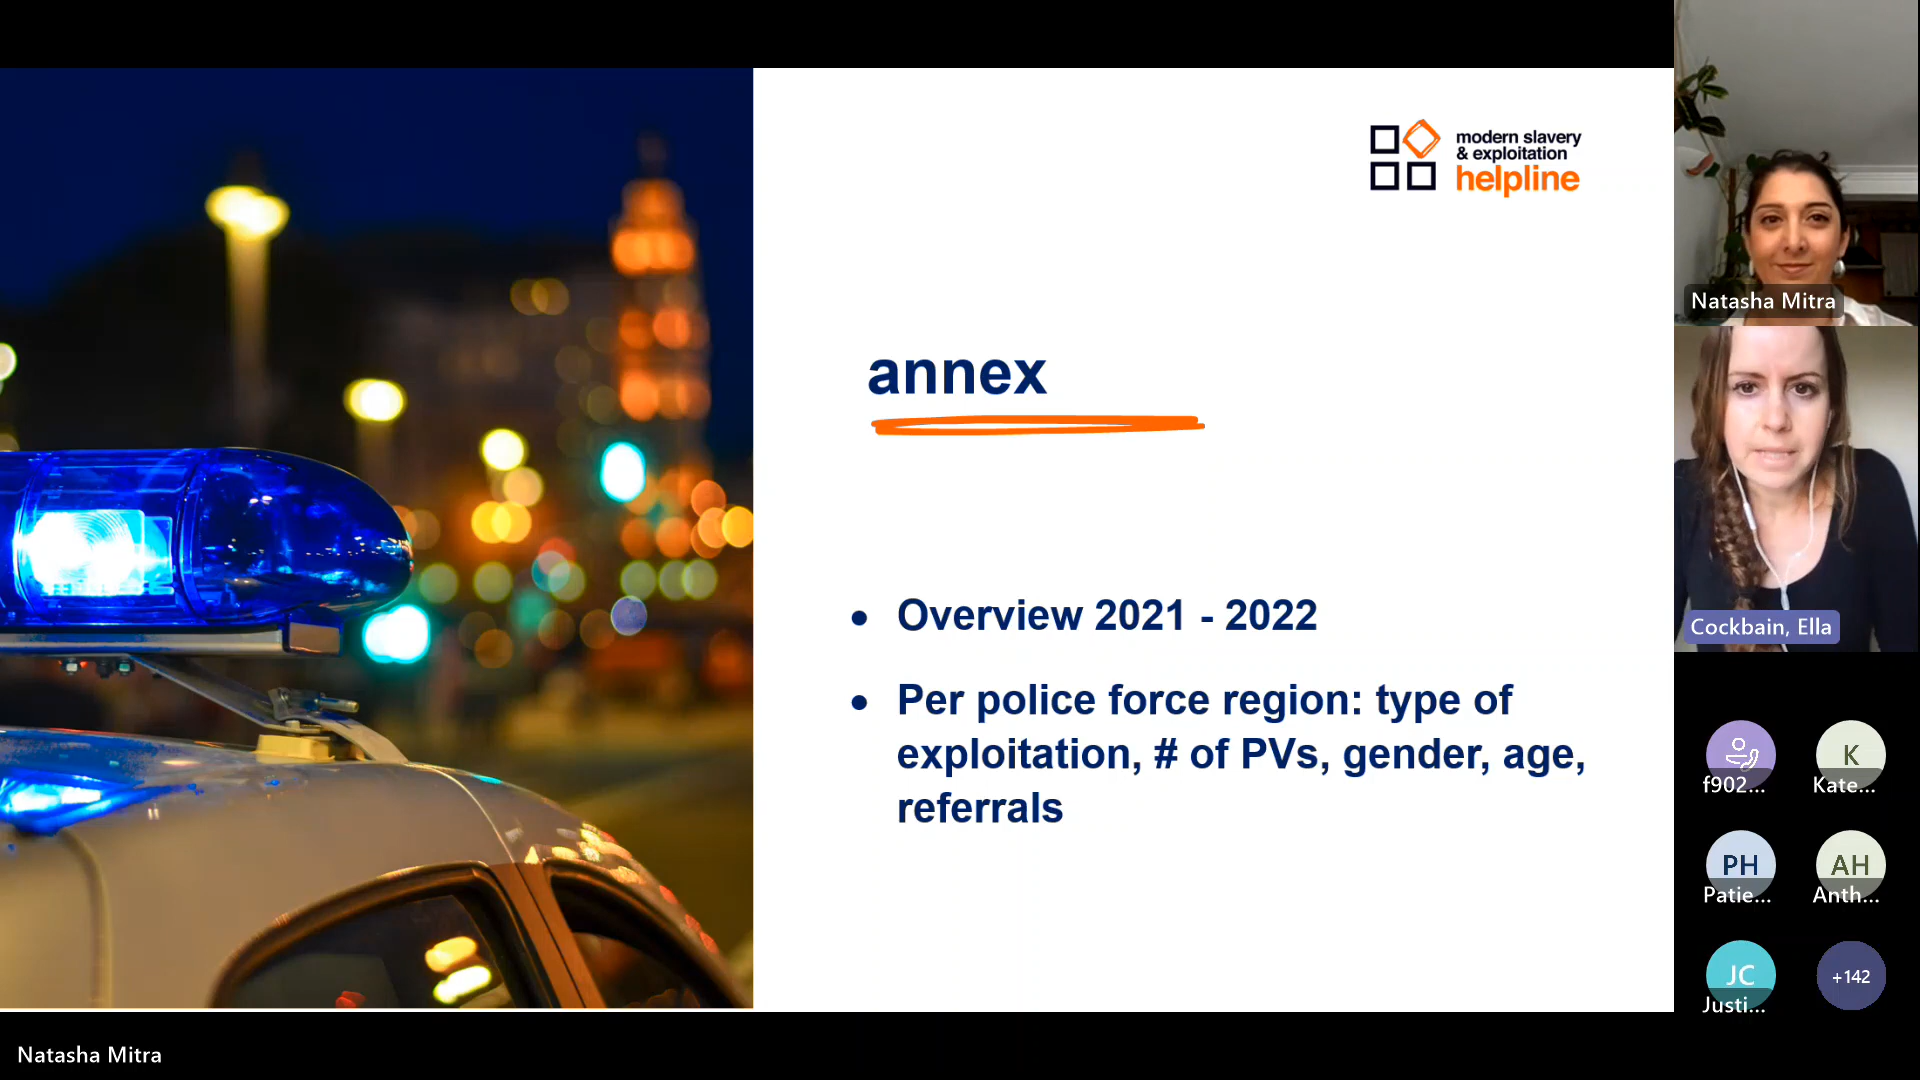 modern slavery
& exploitation
helpline
annex
• Overview 2021 - 2022
• Per police force region: type of
exploitation, # of PVs, gender, age,
referrals
Natasha Mitra
Cockbain, Ella
f902...
K
Kate...
PH
Patie...
AH
Anth...
JC
Justi...
+142
Natasha Mitra